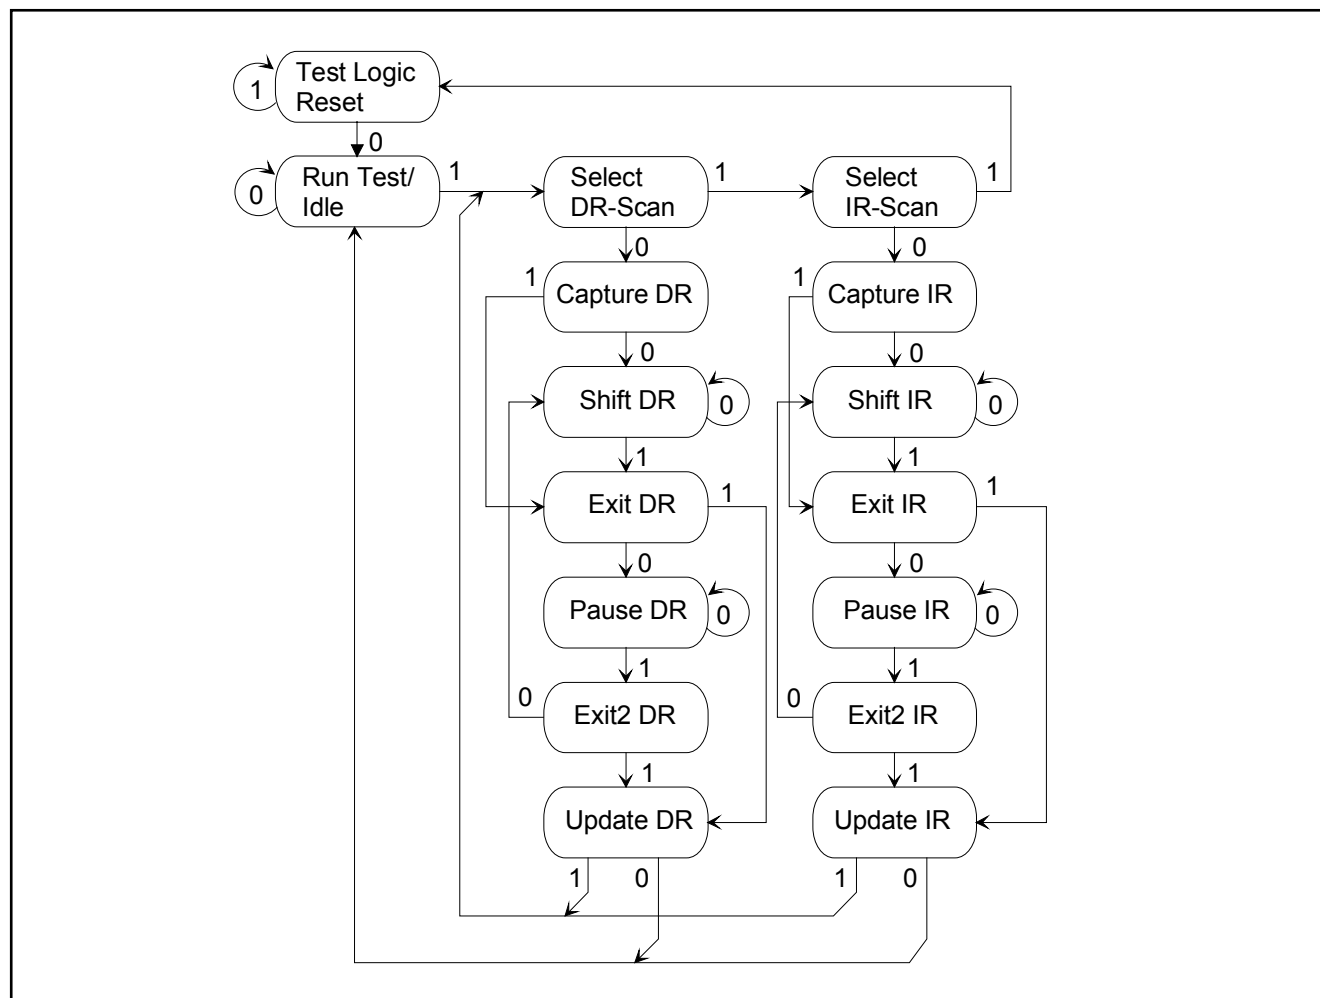 Test Logic
Reset
1
0
Run Test/
Idle
0
1
Select
DR-Scan
1
Select
IR-Scan
1
0
0
1
Capture DR
1
Capture IR
0
0
Shift DR
0
Shift IR
0
1
1
Exit DR
1
Exit IR
1
0
0
Pause DR
0
Pause IR
0
1
1
0
Exit2 DR
0
Exit2 IR
1
1
Update DR
Update IR
1
0
1
0